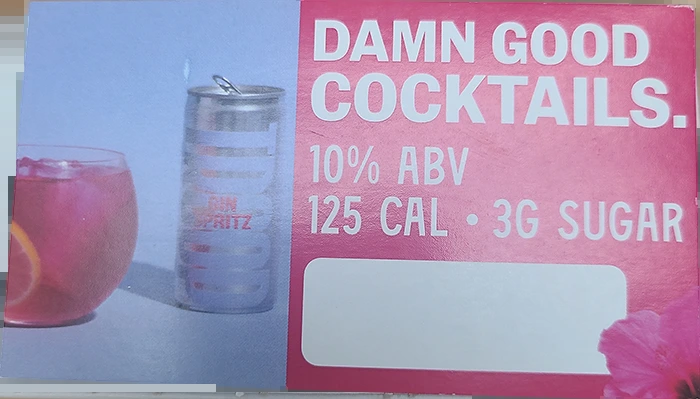 DAMN GOOD
COCKTAILS.
10% ABV
125 CAL • 3G SUGAR
GIN
SPRITZ